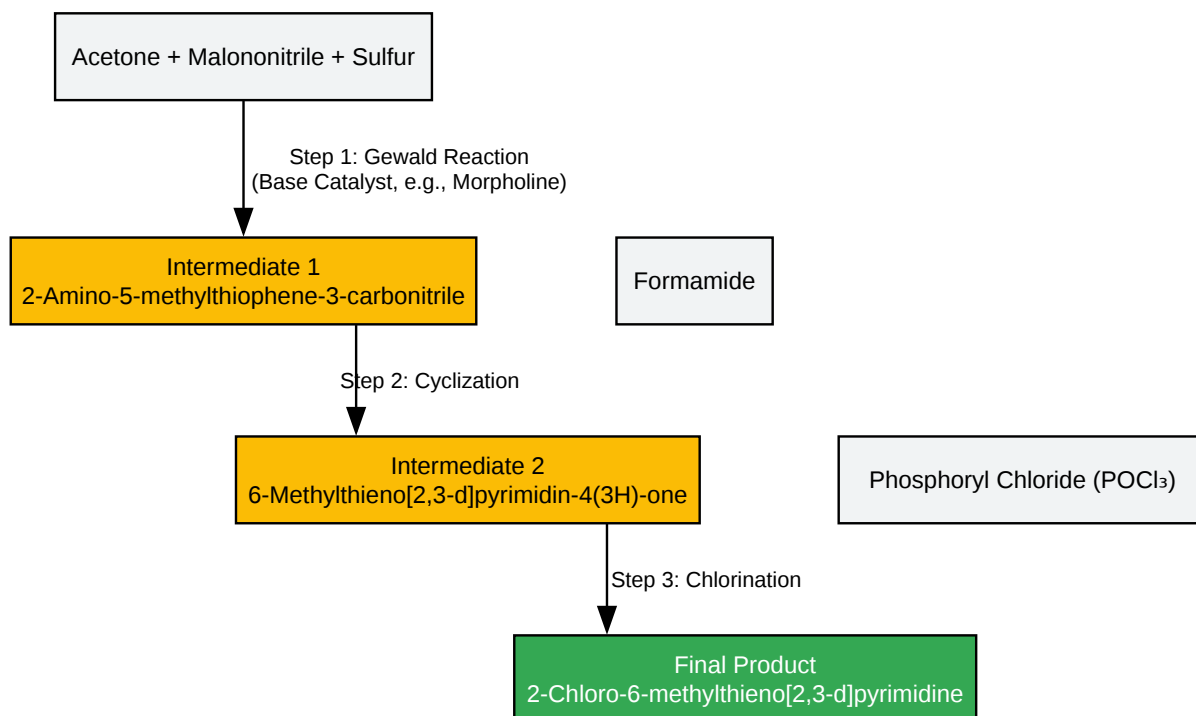 Acetone + Malononitrile + Sulfur
Step 1: Gewald Reaction
(Base Catalyst, e.g., Morpholine)
Intermediate 1
2-Amino-5-methylthiophene-3-carbonitrile
Formamide
Step 2: Cyclization
Intermediate 2
6-Methylthieno[2,3-d]pyrimidin-4(3H)-one
Phosphoryl Chloride (POCl₃)
Step 3: Chlorination
Final Product
2-Chloro-6-methylthieno[2,3-d]pyrimidine